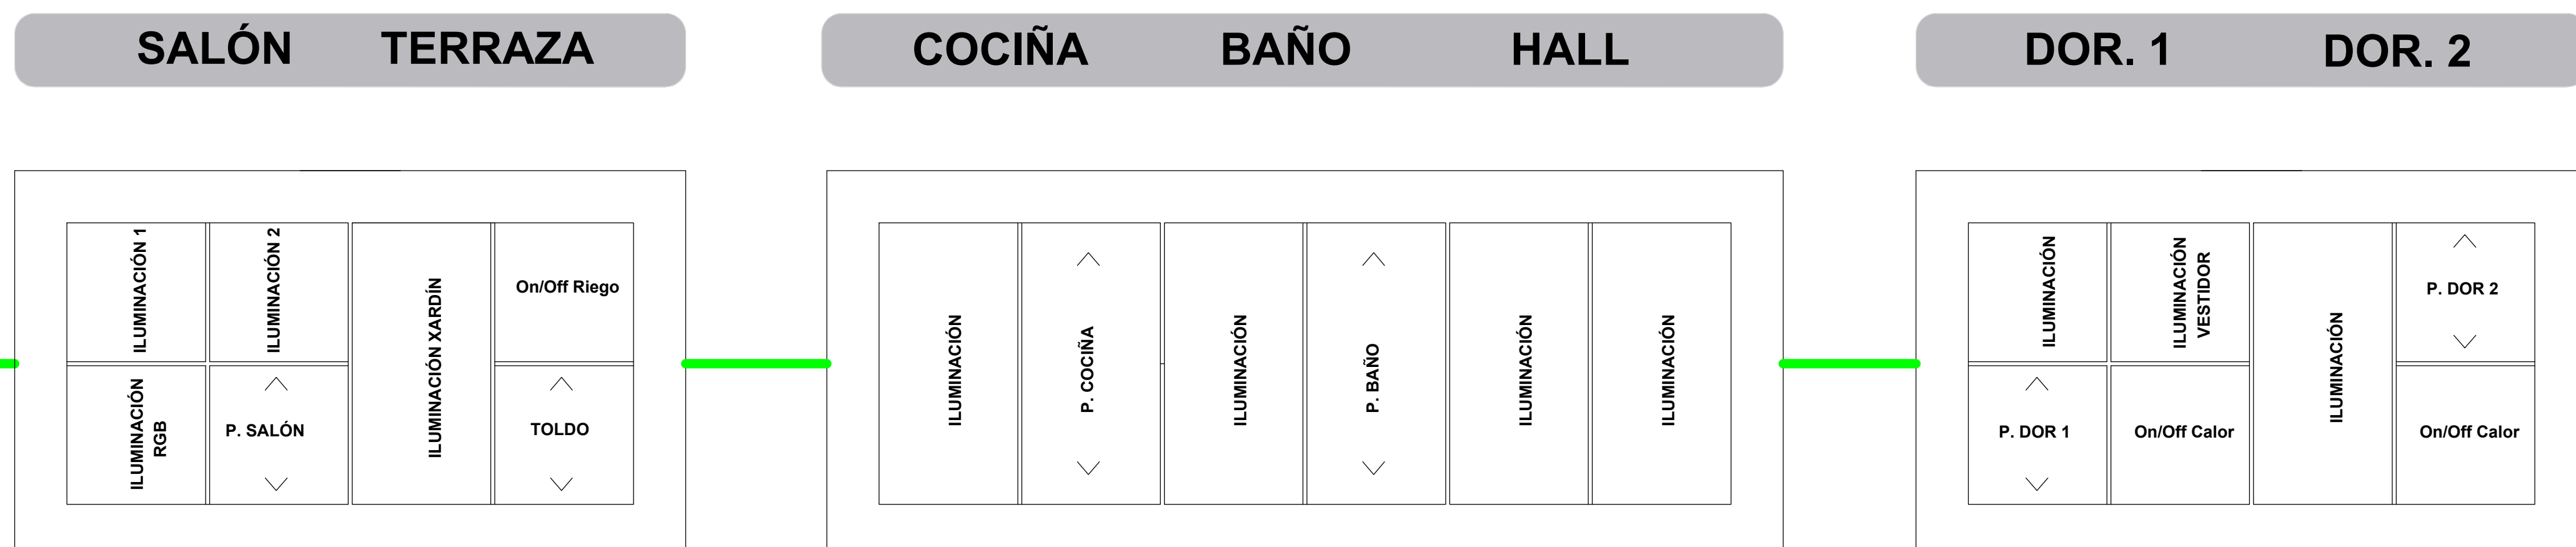 SALÓN TERRAZA
COCIÑA BAÑO HALL
DOR. 1 DOR. 2
ILUMINACIÓN 1
ILUMINACIÓN 2
ILUMINACIÓN XARDÍN
On/Off Riego
ILUMINACIÓN
RGB
P. SALÓN
TOLDO
ILUMINACIÓN
P. COCIÑA
ILUMINACIÓN
P. BAÑO
ILUMINACIÓN
ILUMINACIÓN
ILUMINACIÓN
ILUMINACIÓN
VESTIDOR
ILUMINACIÓN
P. DOR 2
P. DOR 1
On/Off Calor
On/Off Calor